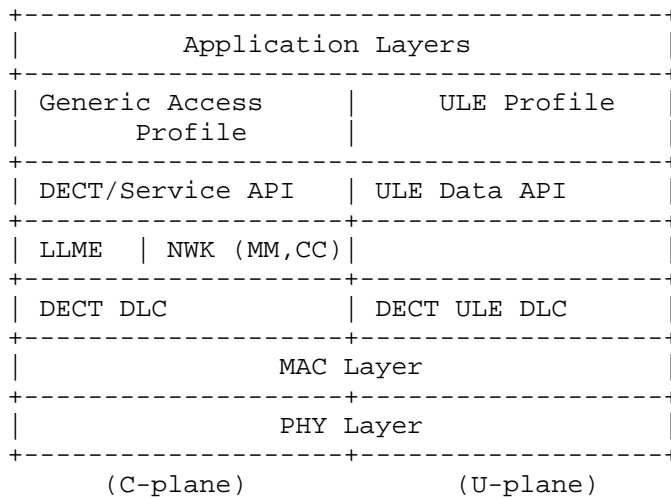 Application Layers
Generic Access | ULE Profile
Profile |
DECT/Service API | ULE Data API
LLME | NWK (MM,CC)|
DECT DLC | DECT ULE DLC
MAC Layer
PHY Layer
(C-plane) (U-plane)